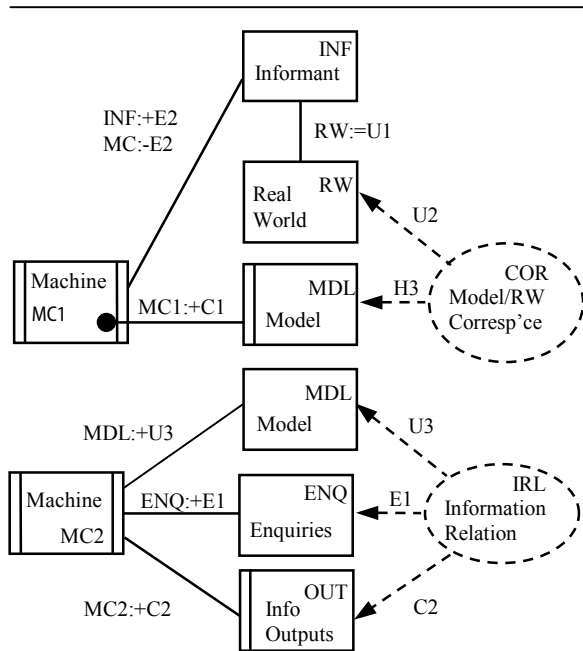 INF
Informant
INF:+E2
MC:-E2
RW:=U1
RW
Real
World
U2
Machine
MC1
MC1:+C1
MDL
Model
H3
COR
Model/RW
Corresp'ce
MDL
Model
MDL:+U3
U3
Machine
MC2
ENQ:+E1
ENQ
Enquiries
E1
IRL
Information
Relation
MC2:+C2
OUT
Info
Outputs
C2